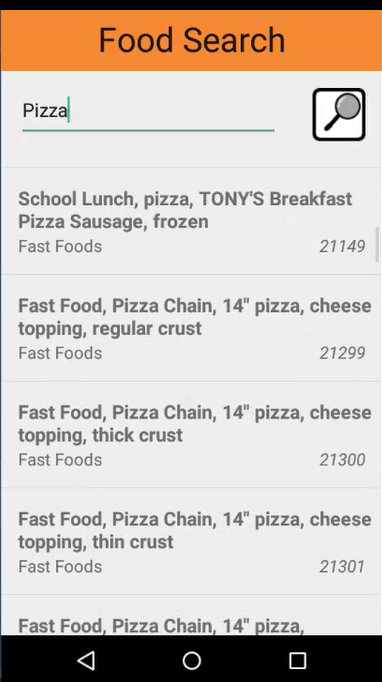 Food Search
Pizza
School Lunch, pizza, TONY'S Breakfast
Pizza Sausage, frozen
Fast Foods 21149
Fast Food, Pizza Chain, 14" pizza, cheese
topping, regular crust
Fast Foods 21299
Fast Food, Pizza Chain, 14" pizza, cheese
topping, thick crust
Fast Foods 21300
Fast Food, Pizza Chain, 14" pizza, cheese
topping, thin crust
Fast Foods 21301
Fast Food, Pizza Chain, 14" pizza,